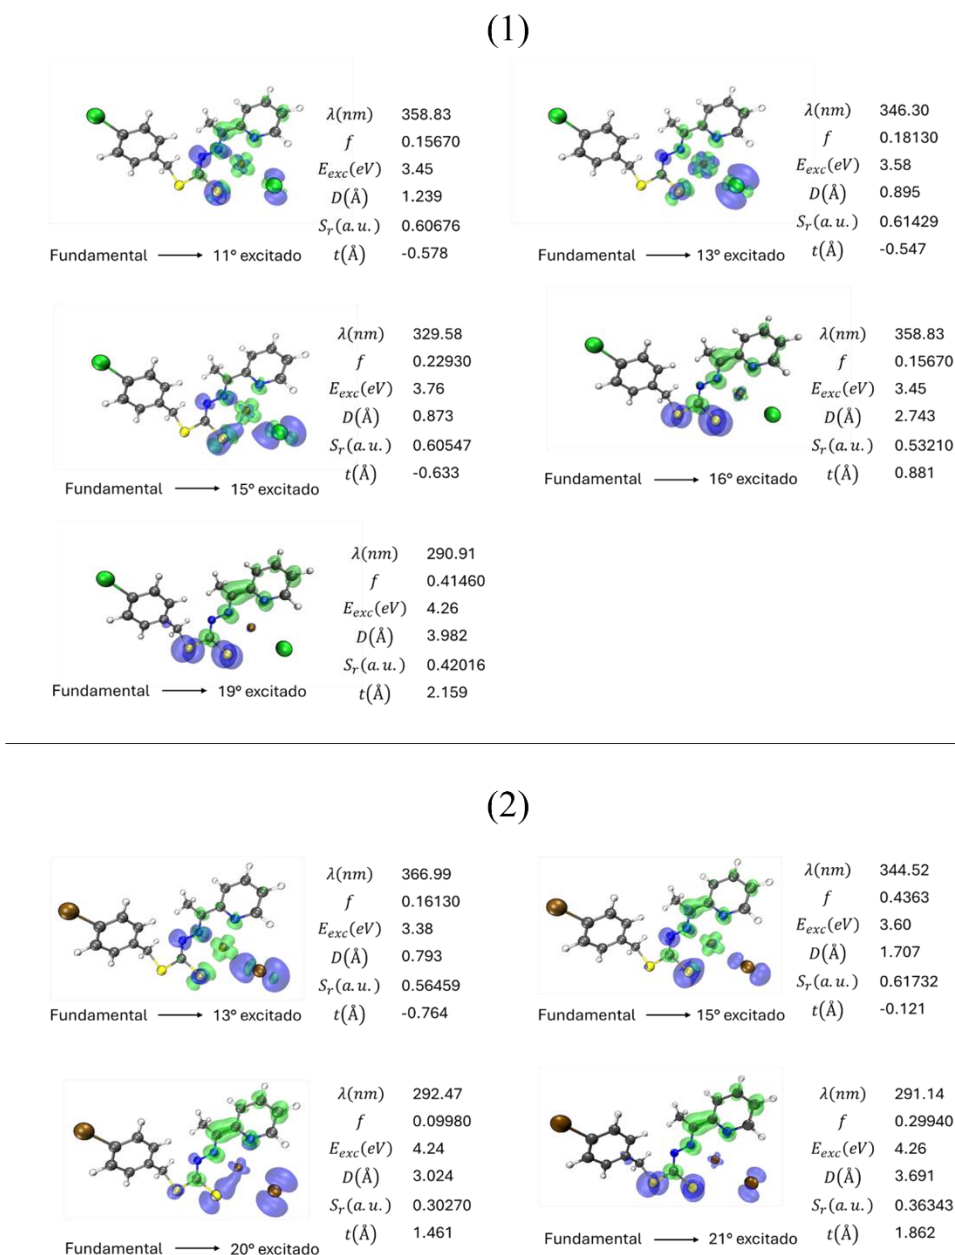 (1)
λ(nm) 358.83
f 0.15670
E_exc(eV) 3.45
D(Å) 1.239
S_r(a.u.) 0.60676
t(Å) -0.578
Fundamental ⟶ 11º excitado
λ(nm) 346.30
f 0.18130
E_exc(eV) 3.58
D(Å) 0.895
S_r(a.u.) 0.61429
t(Å) -0.547
Fundamental ⟶ 13º excitado
λ(nm) 329.58
f 0.22930
E_exc(eV) 3.76
D(Å) 0.873
S_r(a.u.) 0.60547
t(Å) -0.633
Fundamental ⟶ 15º excitado
λ(nm) 358.83
f 0.15670
E_exc(eV) 3.45
D(Å) 2.743
S_r(a.u.) 0.53210
t(Å) 0.881
Fundamental ⟶ 16º excitado
λ(nm) 290.91
f 0.41460
E_exc(eV) 4.26
D(Å) 3.982
S_r(a.u.) 0.42016
t(Å) 2.159
Fundamental ⟶ 19º excitado
(2)
λ(nm) 366.99
f 0.16130
E_exc(eV) 3.38
D(Å) 0.793
S_r(a.u.) 0.56459
t(Å) -0.764
Fundamental ⟶ 13º excitado
λ(nm) 344.52
f 0.4363
E_exc(eV) 3.60
D(Å) 1.707
S_r(a.u.) 0.61732
t(Å) -0.121
Fundamental ⟶ 15º excitado
λ(nm) 292.47
f 0.09980
E_exc(eV) 4.24
D(Å) 3.024
S_r(a.u.) 0.30270
t(Å) 1.461
Fundamental ⟶ 20º excitado
λ(nm) 291.14
f 0.29940
E_exc(eV) 4.26
D(Å) 3.691
S_r(a.u.) 0.36343
t(Å) 1.862
Fundamental ⟶ 21º excitado